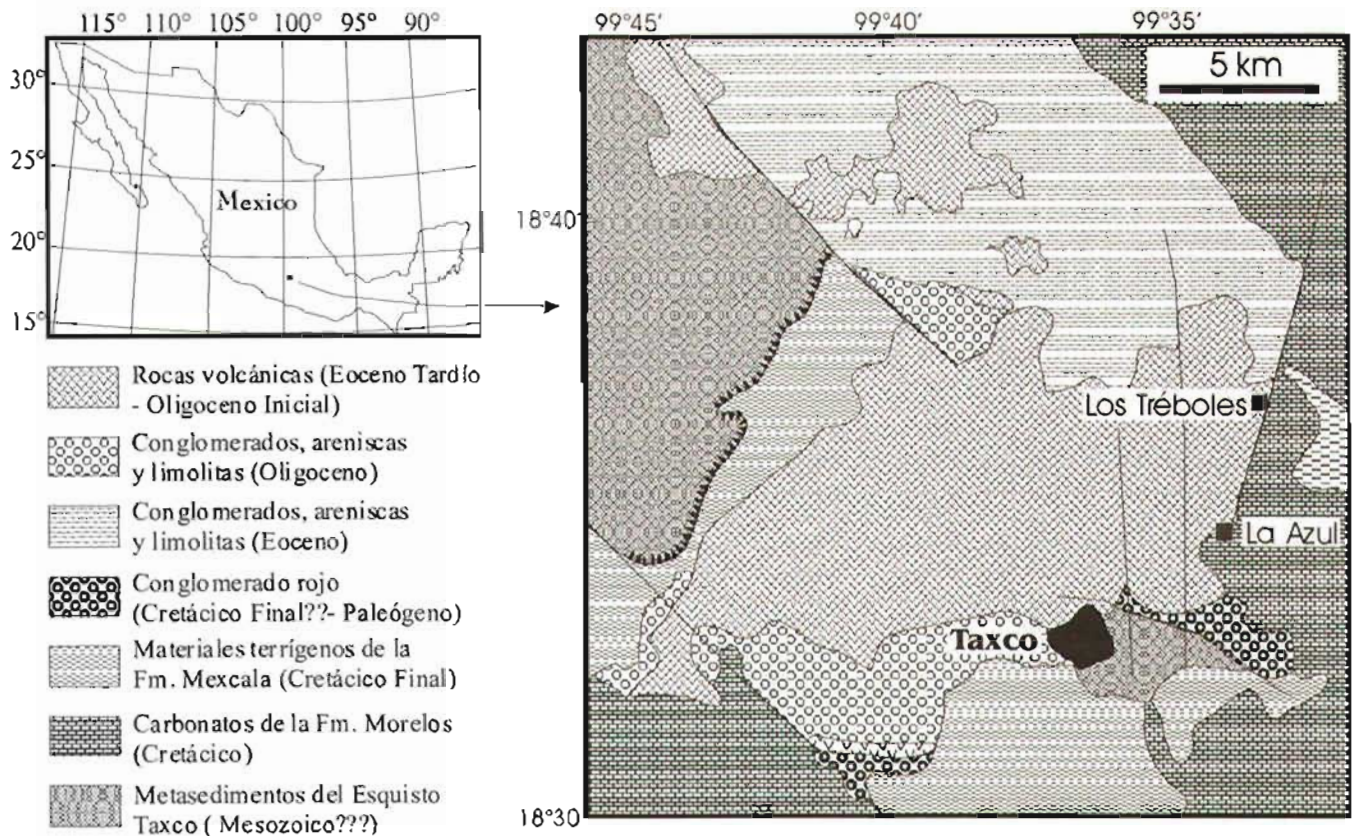 115° 110° 105° 100° 95° 90°
30°
25°
20°
15°
Mexico
Rocas volcánicas (Eoceno Tardío
- Oligoceno Inicial)
Conglomerados, areniscas
y limolitas (Oligoceno)
Conglomerados, areniscas
y limolitas (Eoceno)
Conglomerado rojo
(Cretácico Final??- Paleógeno)
Materiales terrígenos de la
Fm. Mexcala (Cretácico Final)
Carbonatos de la Fm. Morelos
(Cretácico)
Metasedimentos del Esquisto
Taxco ( Mesozoico???)
99°45' 99°40' 99°35'
5 km
18°40'
Los Tréboles
La Azul
Taxco
18°30'